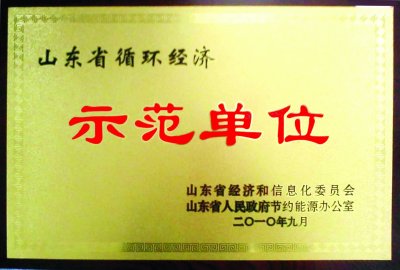 山东省循环经济
示范单位
山东省经济和信息化委员会
山东省人民政府节约能源办公室
二〇一〇年九月